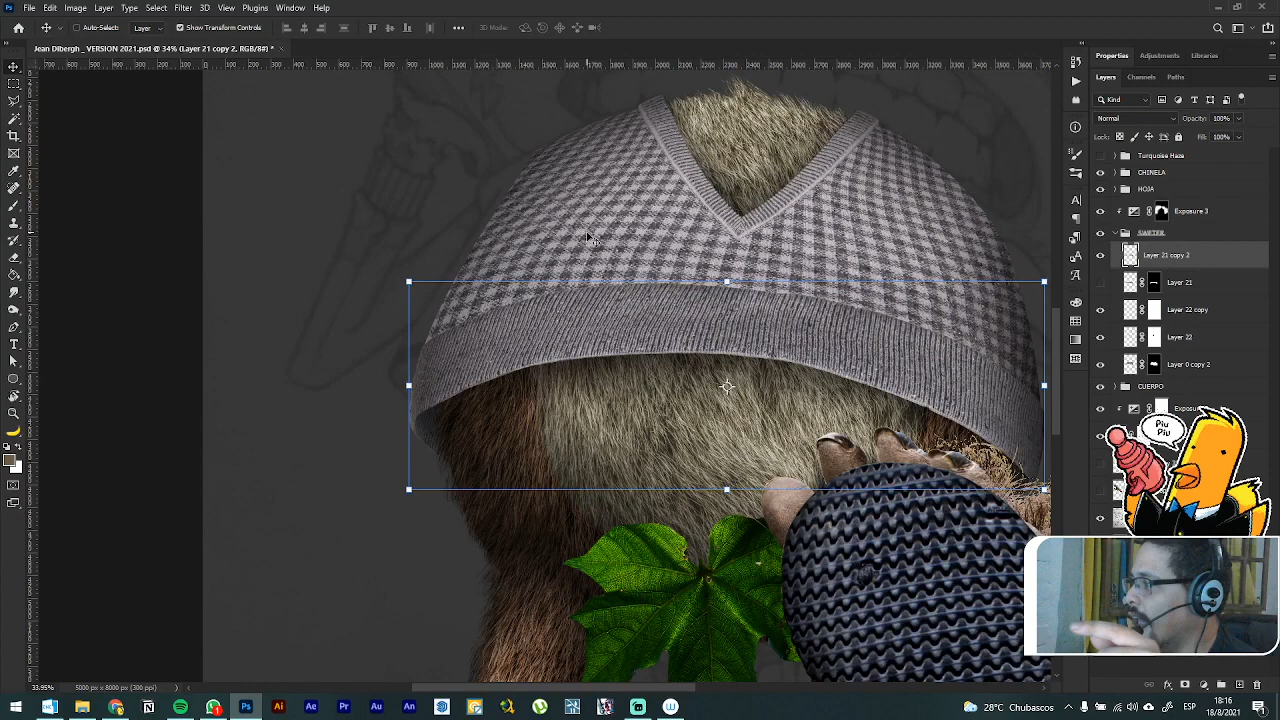 File Edit Image Layer Type Select Filter 3D View Plugins Window Help
Auto-Select: Layer Show Transform Controls 3D Mode:
Jean Dibergh _ VERSION 2021.psd @ 34% (Layer 21 copy 2, RGB/8#) *
Properties Adjustments Libraries
Layers Channels Paths
Kind
Normal Opacity: 100%
Locks: Fill: 100%
Turquoise Haze
CHINELA
HOJA
Exposure 3
SWETER
Layer 21 copy 2
Layer 21
Layer 22 copy
Layer 22
Layer 0 copy 2
CUERPO
Piu
Piu
33.95% 5000 px x 8000 px (300 ppi)
28°C Chubascos ESP 18:16
18/8/2021